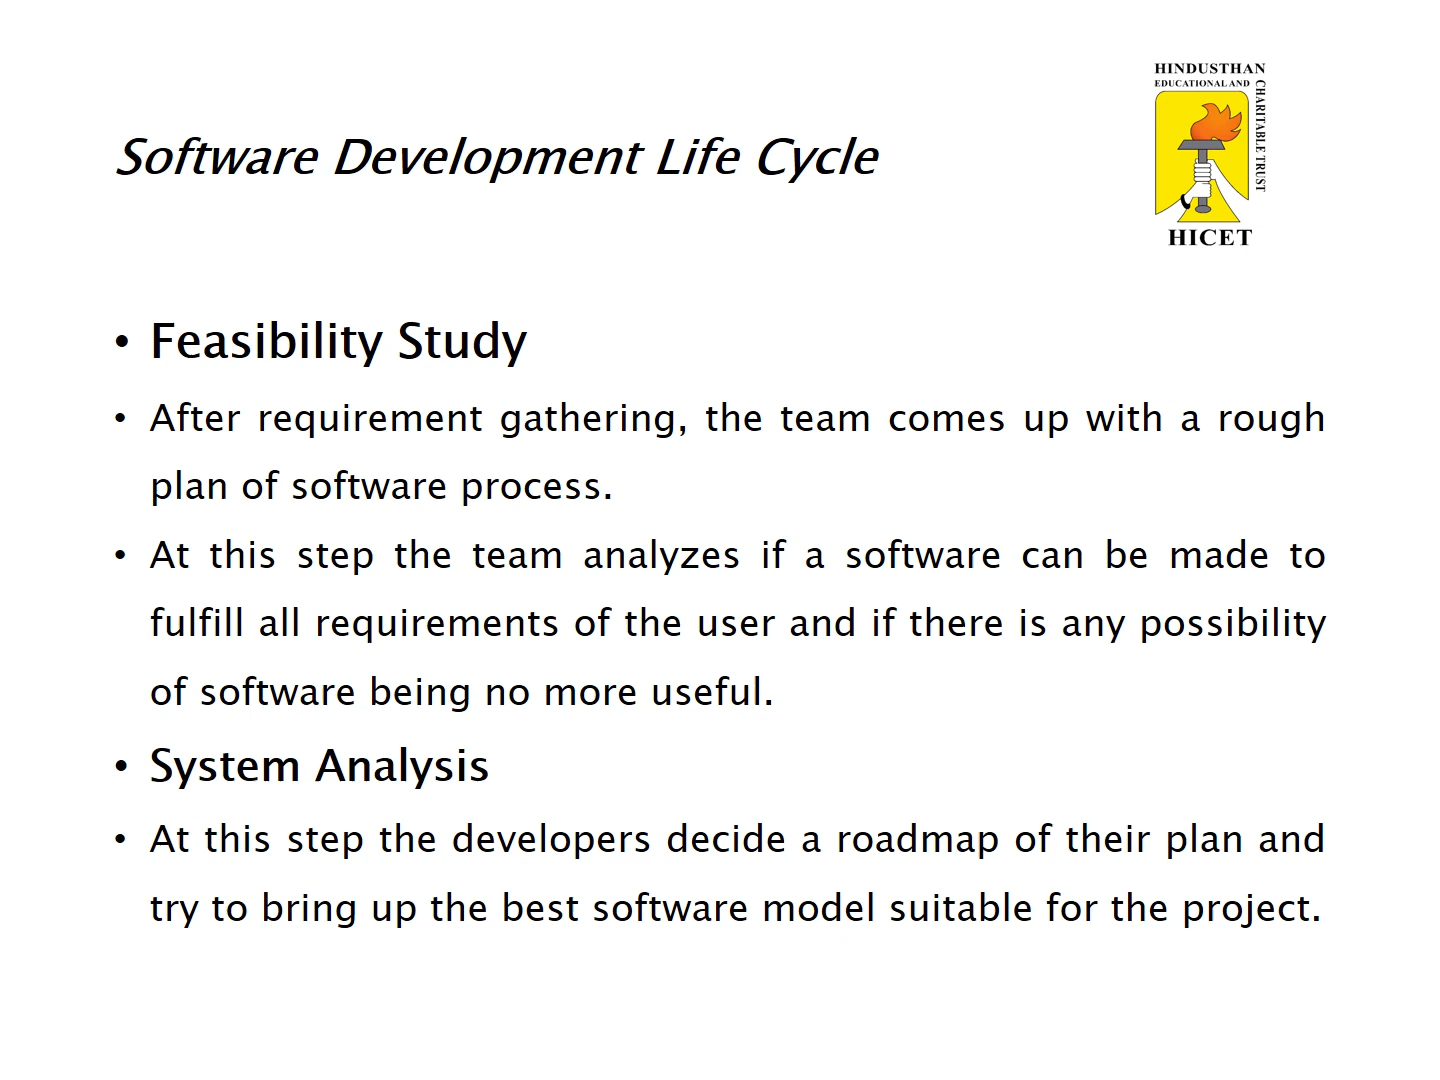 HINDUSTHAN
EDUCATIONAL AND
CHARITABLE TRUST
HICET
Software Development Life Cycle
• Feasibility Study
• After requirement gathering, the team comes up with a rough
plan of software process.
• At this step the team analyzes if a software can be made to
fulfill all requirements of the user and if there is any possibility
of software being no more useful.
• System Analysis
• At this step the developers decide a roadmap of their plan and
try to bring up the best software model suitable for the project.